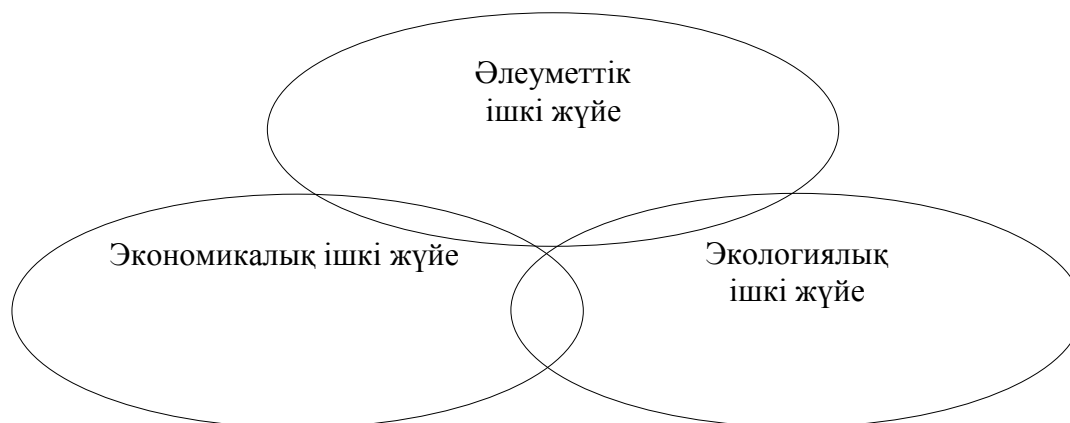 Әлеуметтік
ішкі жүйе
Экономикалық ішкі жүйе
Экологиялық
ішкі жүйе